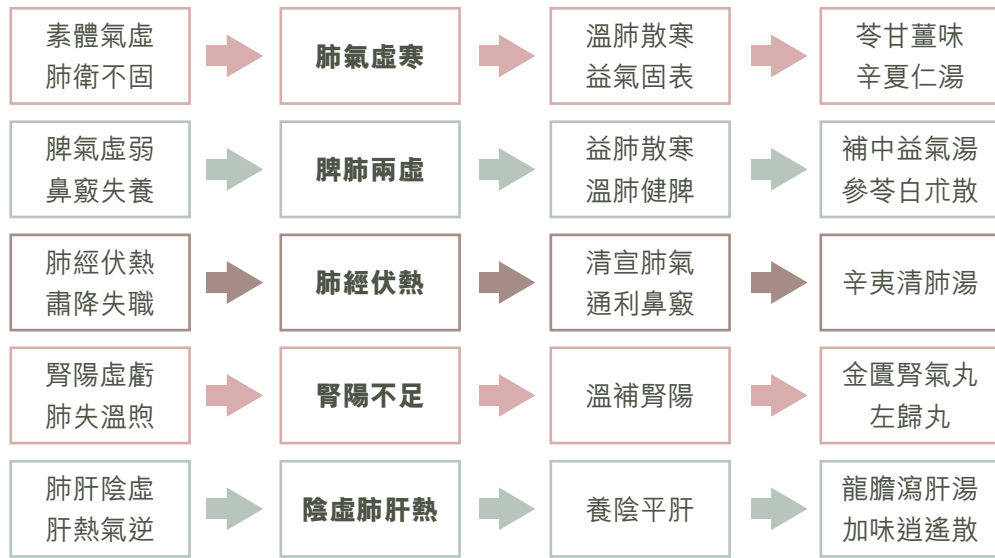 素體氣虛
肺衛不固
肺氣虛寒
溫肺散寒
益氣固表
苓甘薑味
辛夏仁湯
脾氣虛弱
鼻竅失養
脾肺兩虛
益肺散寒
溫肺健脾
補中益氣湯
參苓白朮散
肺經伏熱
肅降失職
肺經伏熱
清宣肺氣
通利鼻竅
辛夷清肺湯
腎陽虛虧
肺失溫煦
腎陽不足
溫補腎陽
金匱腎氣丸
左歸丸
肺肝陰虛
肝熱氣逆
陰虛肺肝熱
養陰平肝
龍膽瀉肝湯
加味逍遙散